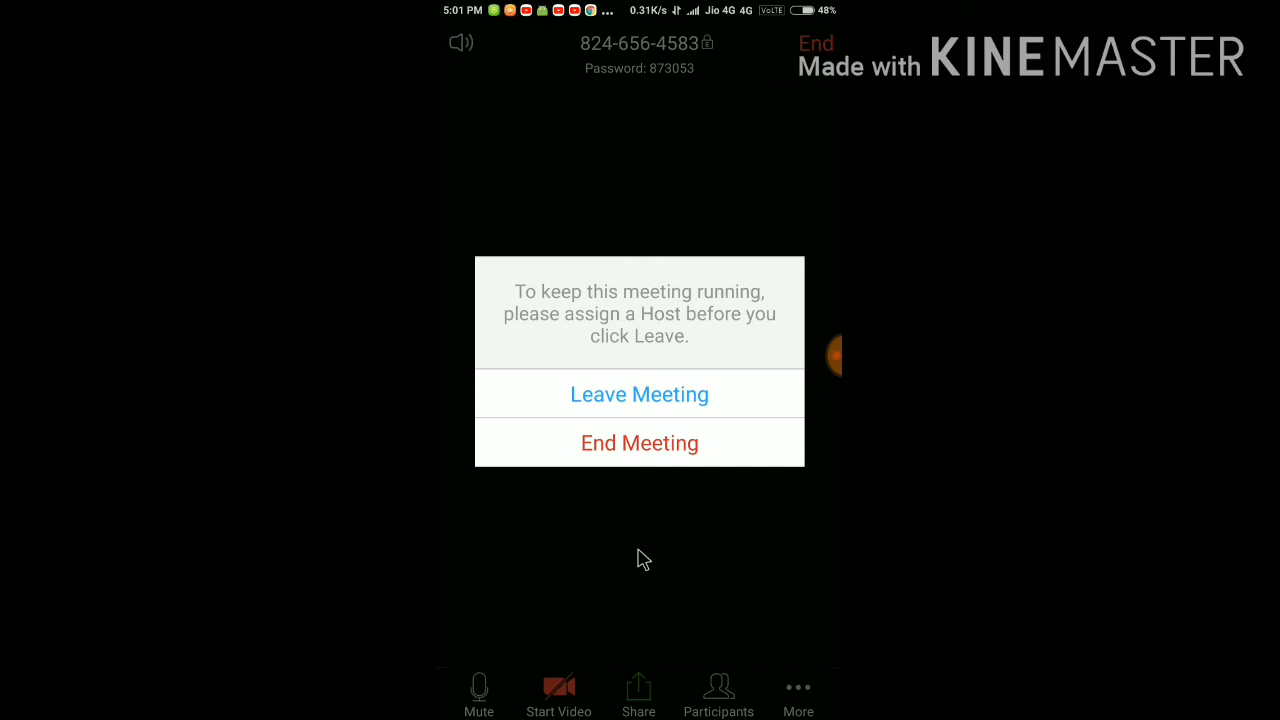 5:01 PM 0.31K/s Jio 4G 4G VoLTE 48%
824-656-4583
End
Password: 873053
Made with KINEMASTER
To keep this meeting running,
please assign a Host before you
click Leave.
Leave Meeting
End Meeting
Mute Start Video Share Participants More